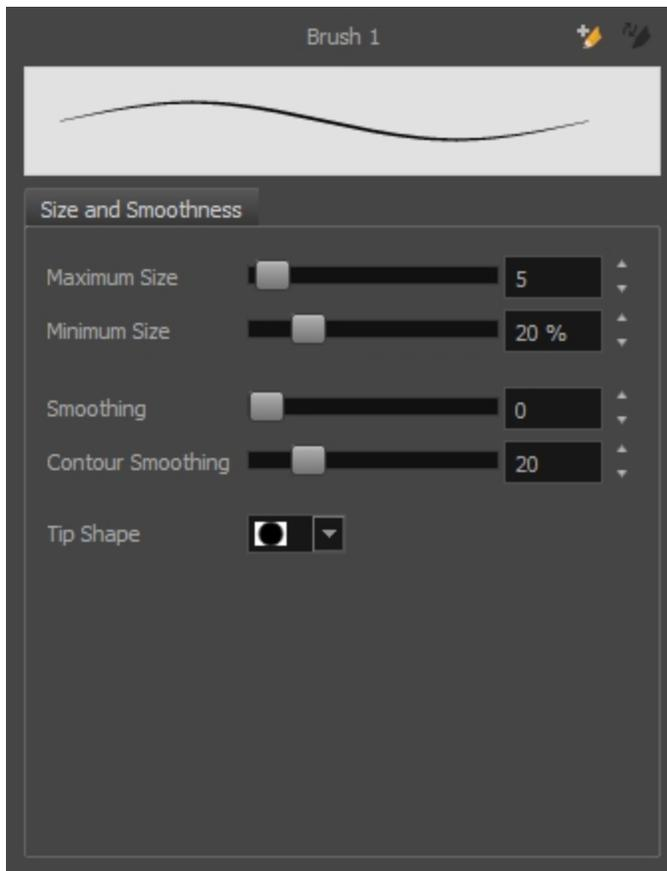 Brush 1
Size and Smoothness
Maximum Size 5
Minimum Size 20 %
Smoothing 0
Contour Smoothing 20
Tip Shape